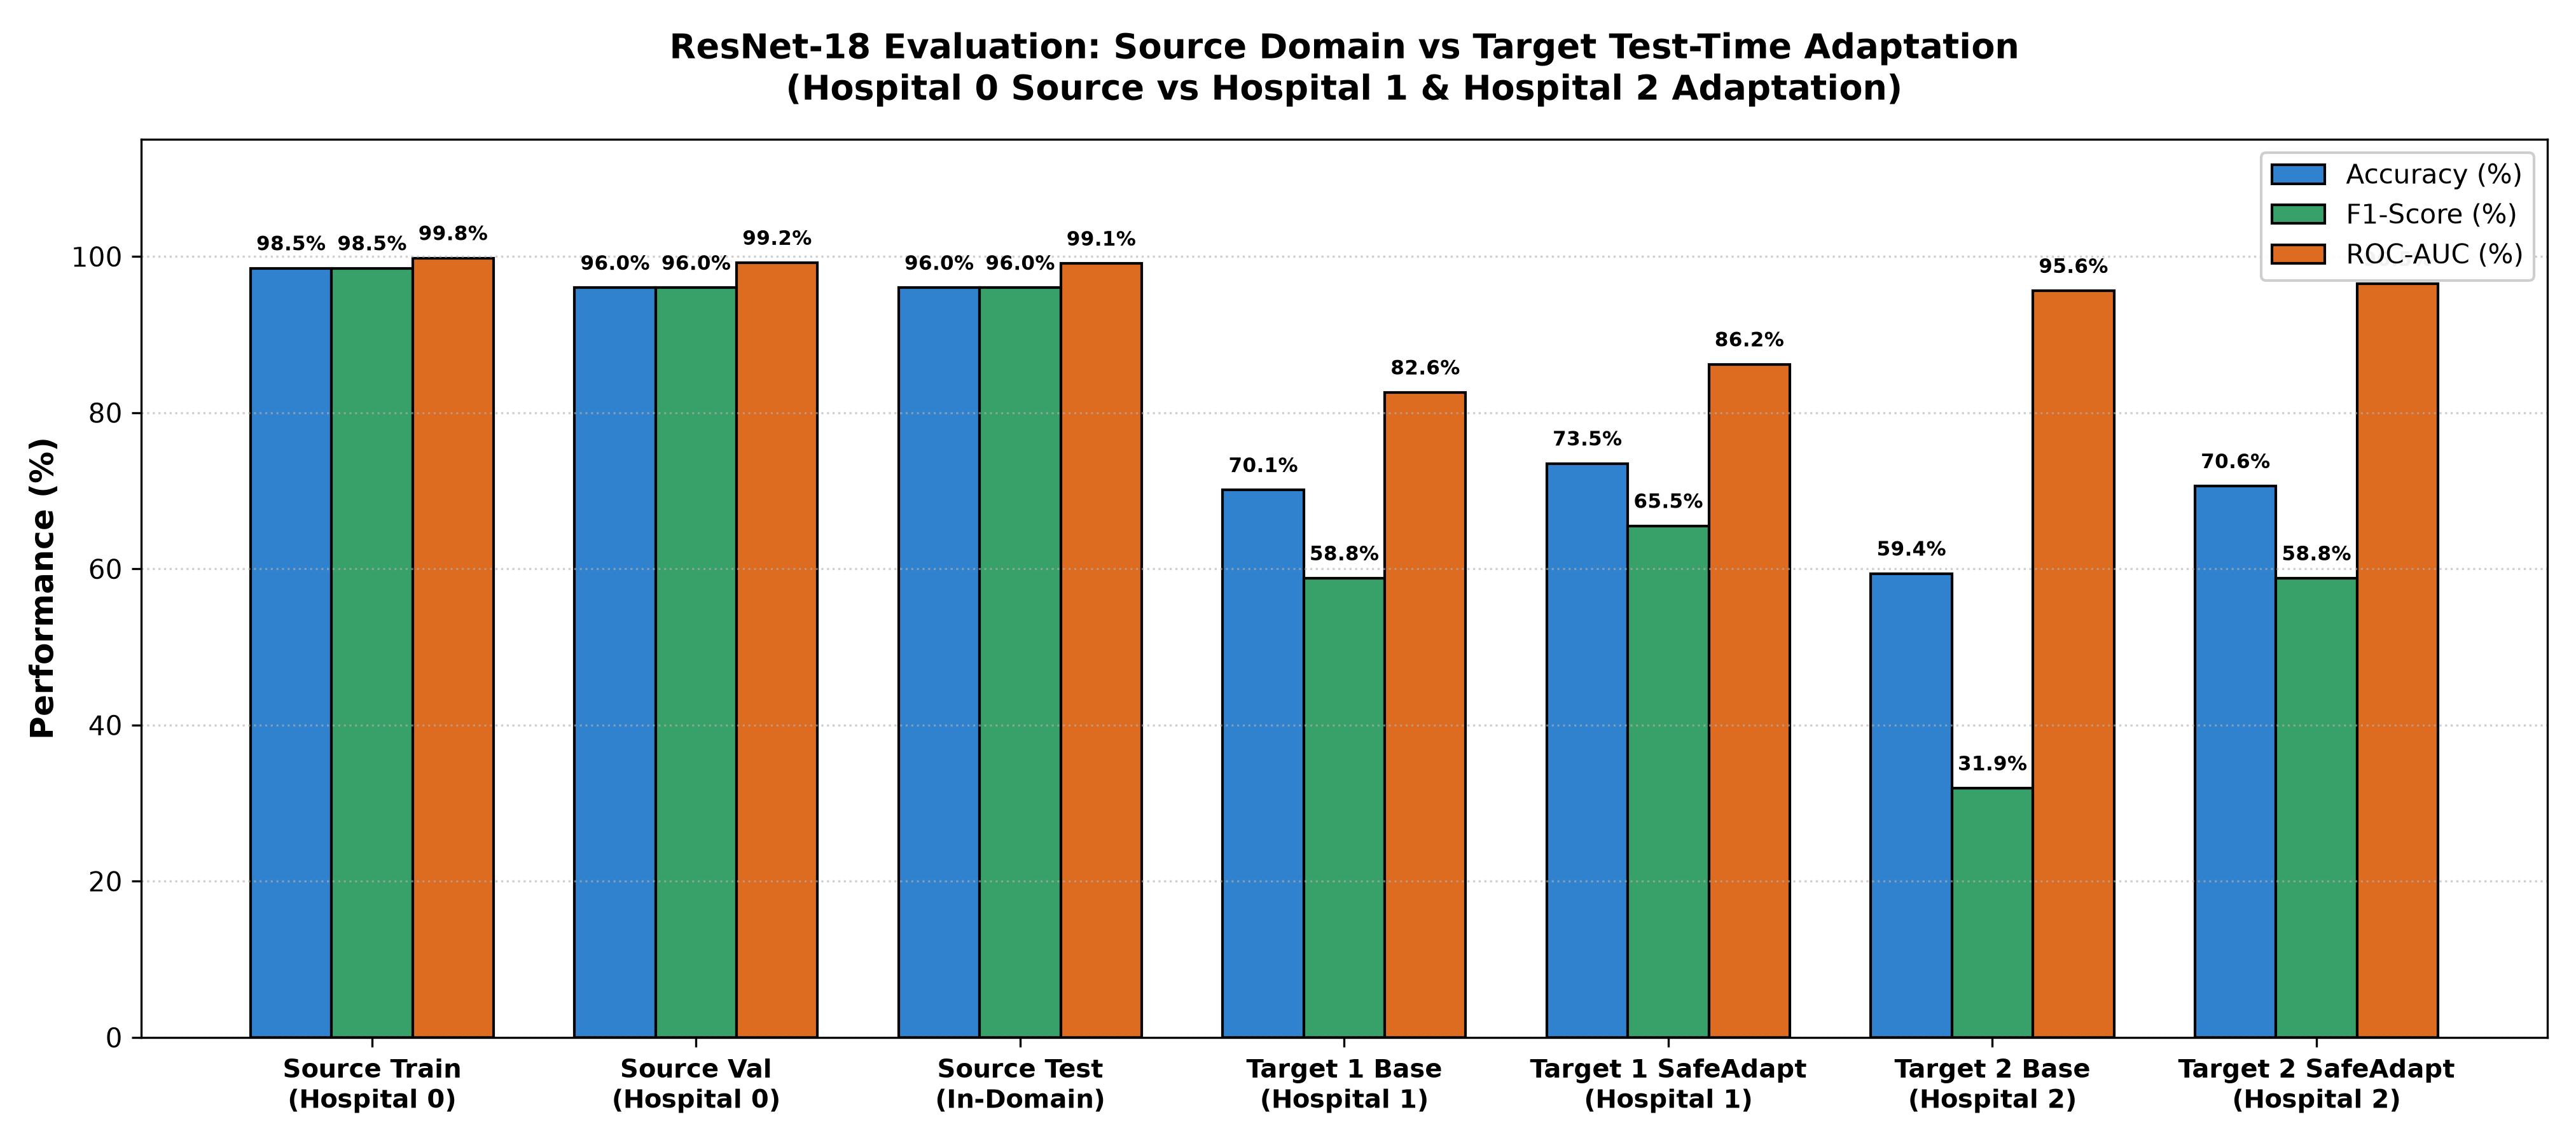 ResNet-18 Evaluation: Source Domain vs Target Test-Time Adaptation
(Hospital 0 Source vs Hospital 1 & Hospital 2 Adaptation)
Accuracy (%)
F1-Score (%)
ROC-AUC (%)
Performance (%)
100
80
60
40
20
0
98.5% 98.5% 99.8%
96.0% 96.0% 99.2%
96.0% 96.0% 99.1%
70.1% 58.8% 82.6%
73.5% 65.5% 86.2%
59.4% 31.9% 95.6%
70.6% 58.8%
Source Train
(Hospital 0)
Source Val
(Hospital 0)
Source Test
(In-Domain)
Target 1 Base
(Hospital 1)
Target 1 SafeAdapt
(Hospital 1)
Target 2 Base
(Hospital 2)
Target 2 SafeAdapt
(Hospital 2)